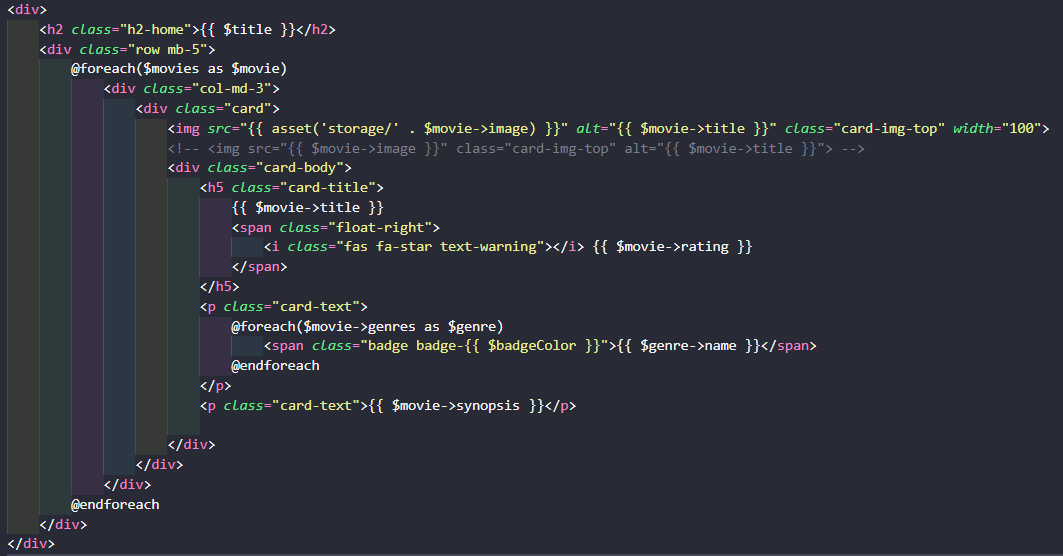 <div>
    <h2 class="h2-home">{{ $title }}</h2>
    <div class="row mb-5">
        @foreach($movies as $movie)
            <div class="col-md-3">
                <div class="card">
                    <img src="{{ asset('storage/' . $movie->image) }}" alt="{{ $movie->title }}" class="card-img-top" width="100">
                    <!-- <img src="{{ $movie->image }}" class="card-img-top" alt="{{ $movie->title }}"> -->
                    <div class="card-body">
                        <h5 class="card-title">
                            {{ $movie->title }}
                            <span class="float-right">
                                <i class="fas fa-star text-warning"></i> {{ $movie->rating }}
                            </span>
                        </h5>
                        <p class="card-text">
                            @foreach($movie->genres as $genre)
                                <span class="badge badge-{{ $badgeColor }}">{{ $genre->name }}</span>
                            @endforeach
                        </p>
                        <p class="card-text">{{ $movie->synopsis }}</p>

                    </div>
                </div>
            </div>
        @endforeach
    </div>
</div>